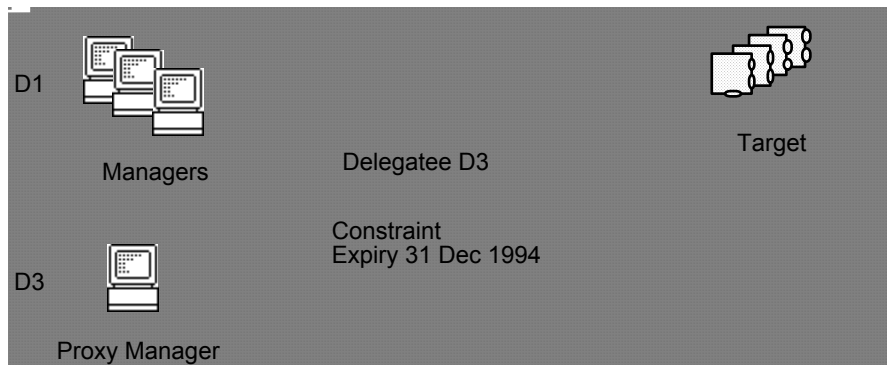 D1
Managers
Target
Delegatee D3
Constraint
Expiry 31 Dec 1994
D3
Proxy Manager